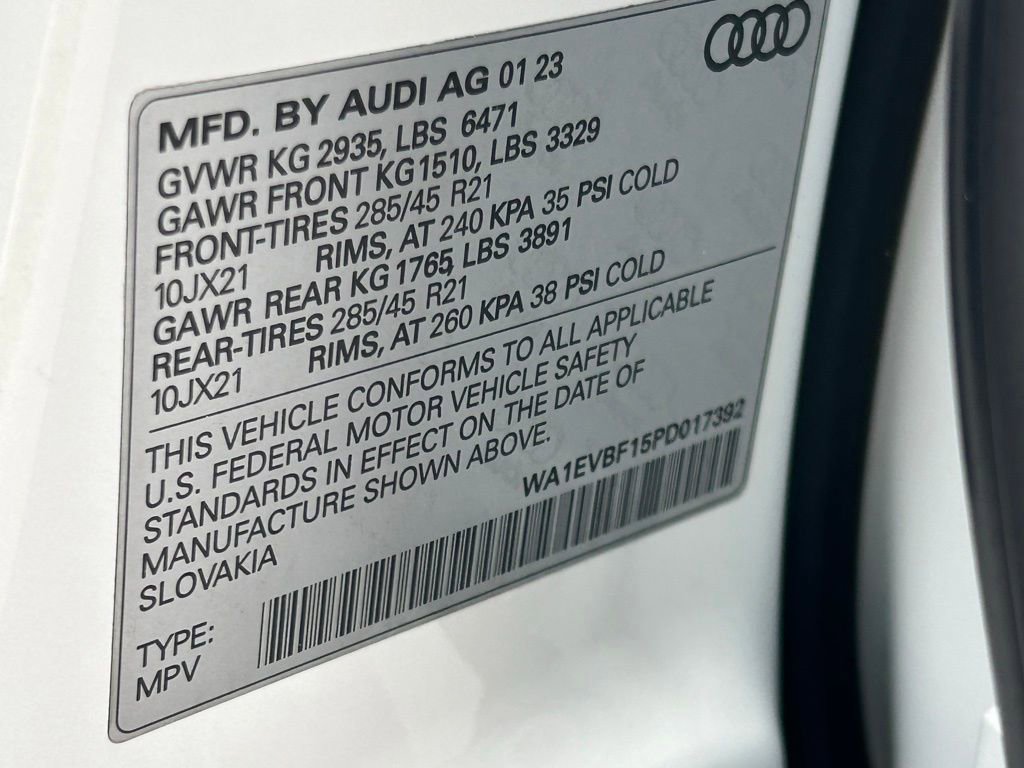 MFD. BY AUDI AG 01 23
GVWR KG 2935, LBS 6471
GAWR FRONT KG1510, LBS 3329
FRONT-TIRES 285/45 R21
10JX21 RIMS, AT 240 KPA 35 PSI COLD
GAWR REAR KG 1765, LBS 3891
REAR-TIRES 285/45 R21
10JX21 RIMS, AT 260 KPA 38 PSI COLD
THIS VEHICLE CONFORMS TO ALL APPLICABLE
U.S. FEDERAL MOTOR VEHICLE SAFETY
STANDARDS IN EFFECT ON THE DATE OF
MANUFACTURE SHOWN ABOVE.
SLOVAKIA
WA1EVBF15PD017392
TYPE:
MPV